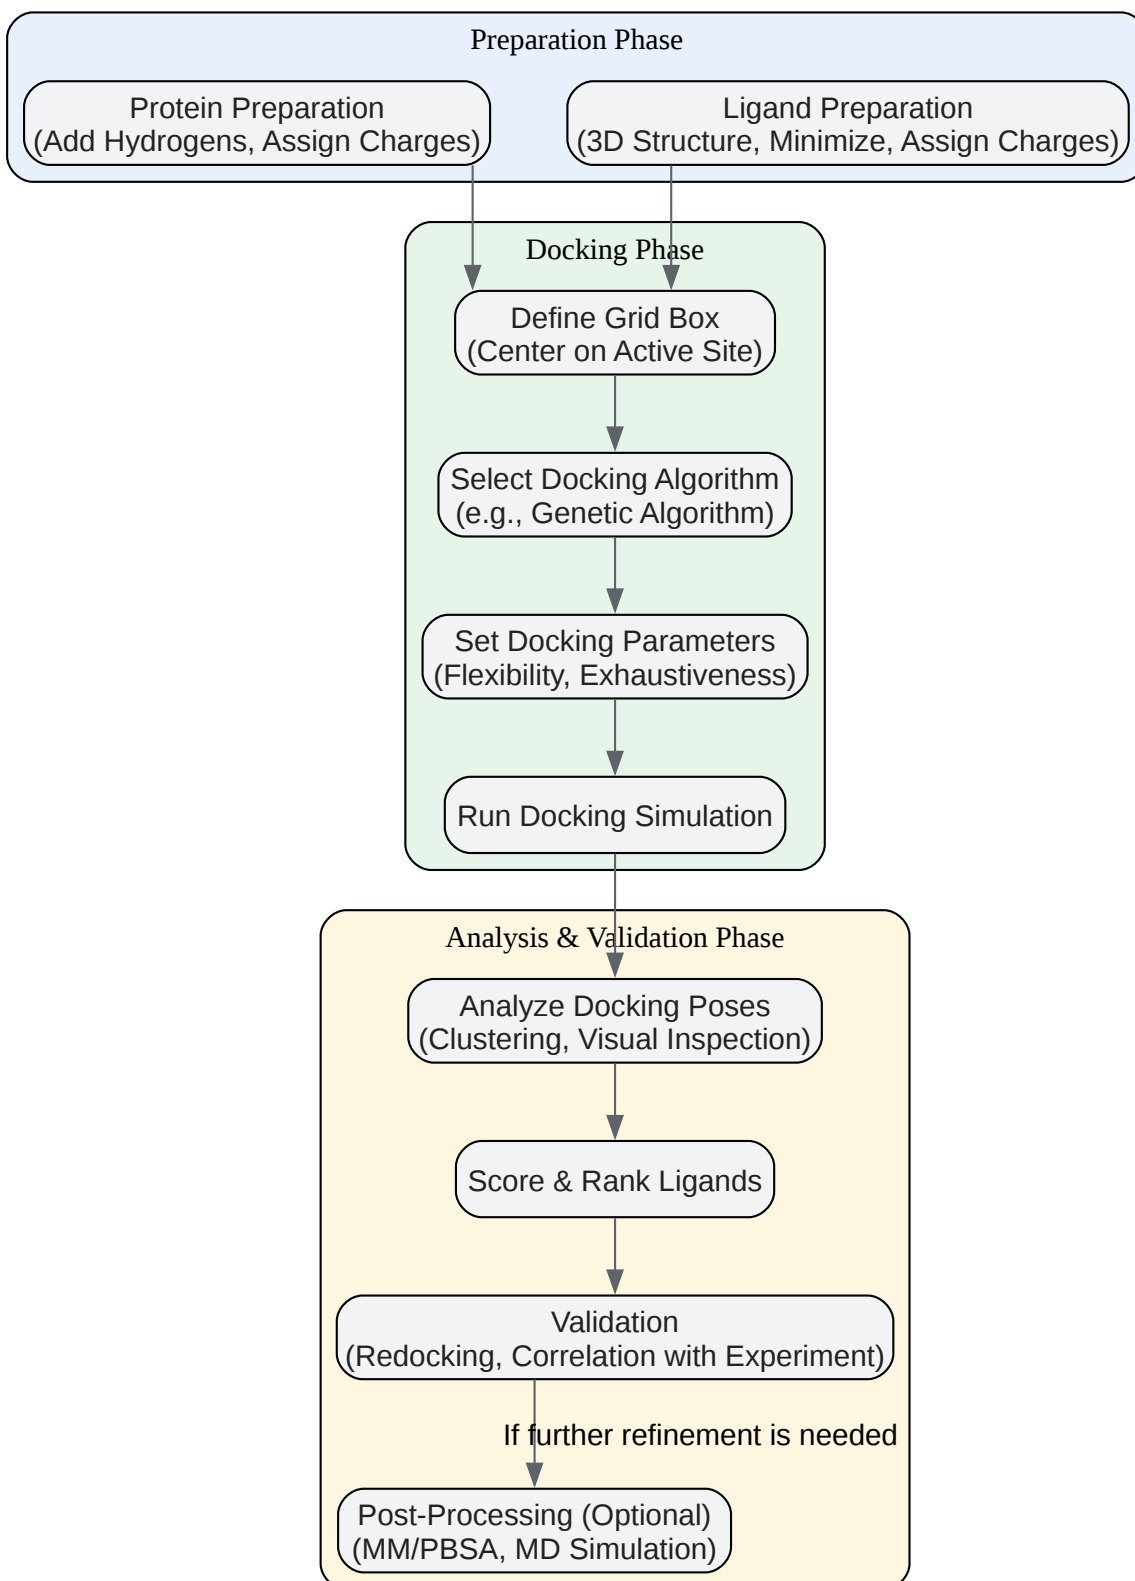 Preparation Phase
Protein Preparation
(Add Hydrogens, Assign Charges)
Ligand Preparation
(3D Structure, Minimize, Assign Charges)
Docking Phase
Define Grid Box
(Center on Active Site)
Select Docking Algorithm
(e.g., Genetic Algorithm)
Set Docking Parameters
(Flexibility, Exhaustiveness)
Run Docking Simulation
Analysis & Validation Phase
Analyze Docking Poses
(Clustering, Visual Inspection)
Score & Rank Ligands
Validation
(Redocking, Correlation with Experiment)
If further refinement is needed
Post-Processing (Optional)
(MM/PBSA, MD Simulation)